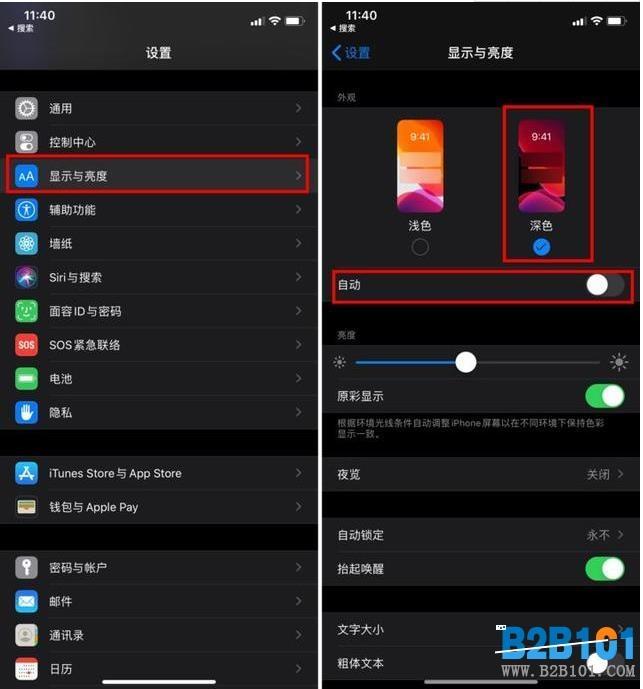 11:40
◀ 搜索
设置
通用
控制中心
AA
显示与亮度
辅助功能
墙纸
Siri与搜索
面容ID与密码
SOS
SOS紧急联络
电池
隐私
iTunes Store与App Store
钱包与Apple Pay
密码与帐户
邮件
通讯录
日历
11:40
◀ 搜索
设置
显示与亮度
外观
9:41
9:41
浅色
深色
自动
亮度
原彩显示
根据环境光线条件自动调整iPhone屏幕以在不同环境下保持色彩
显示一致。
夜览
关闭
自动锁定
永不
抬起唤醒
文字大小
粗体文本
B2B101
WWW.B2B101.COM